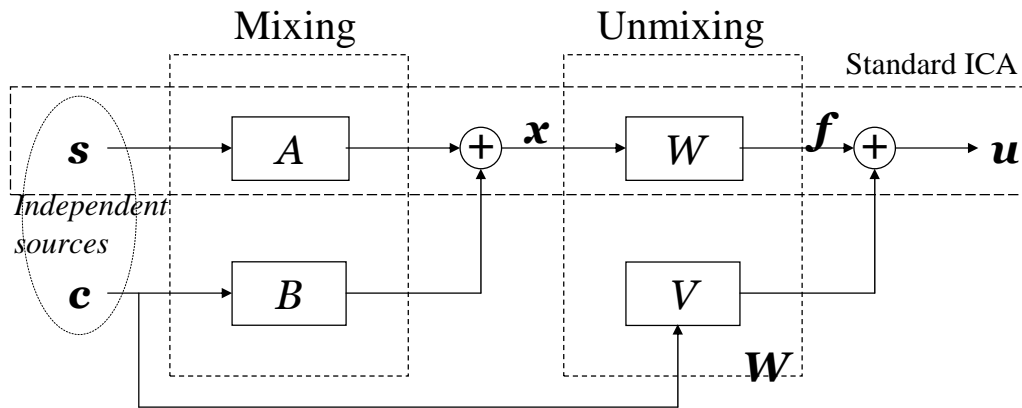 Mixing
Unmixing
Standard ICA
s
A
+
x
W
f
+
u
Independent
sources
c
B
V
W